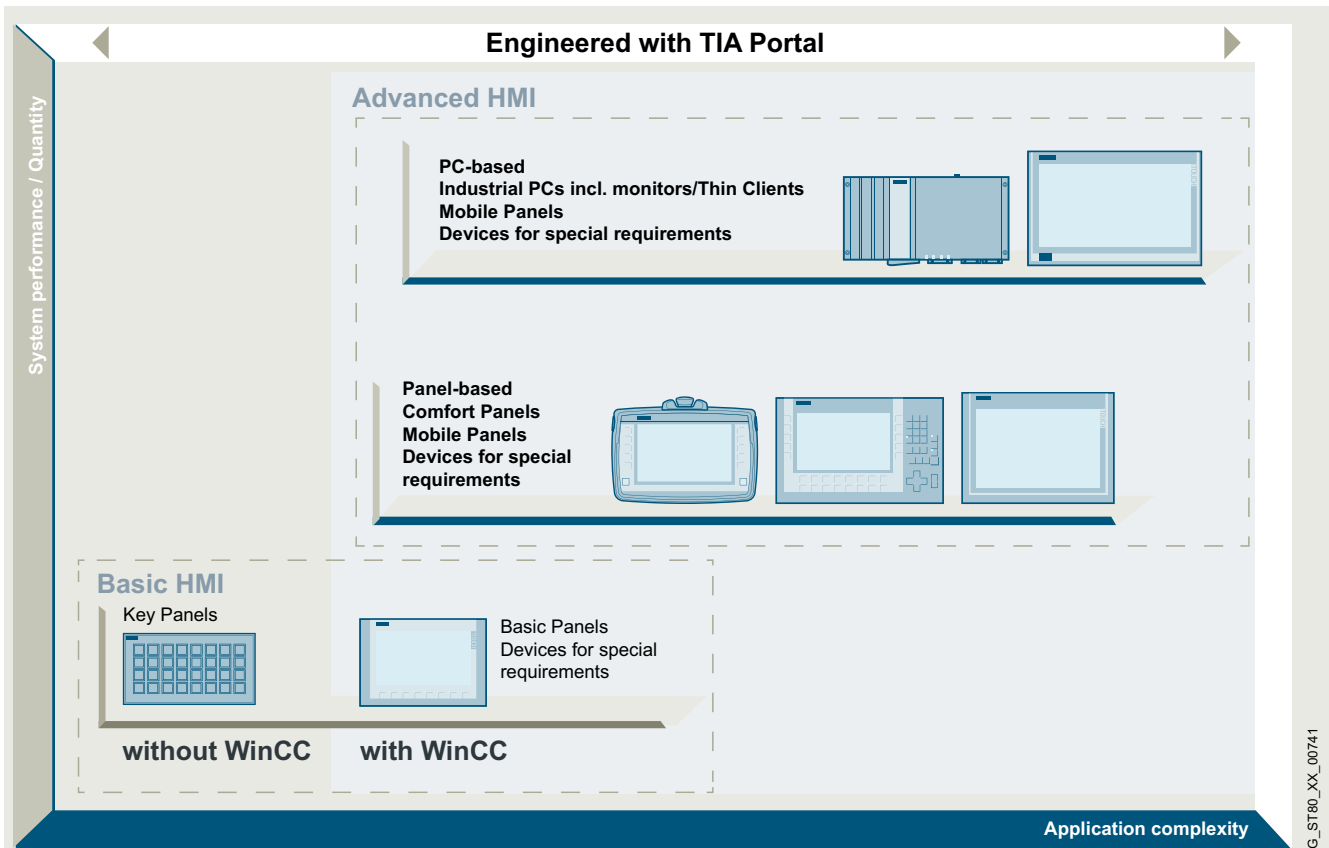 Engineered with TIA Portal
System performance / Quantity
Advanced HMI
PC-based
Industrial PCs incl. monitors/Thin Clients
Mobile Panels
Devices for special requirements
Panel-based
Comfort Panels
Mobile Panels
Devices for special
requirements
Basic HMI
Key Panels
Basic Panels
Devices for special
requirements
without WinCC
with WinCC
Application complexity
G_ST80_XX_00741